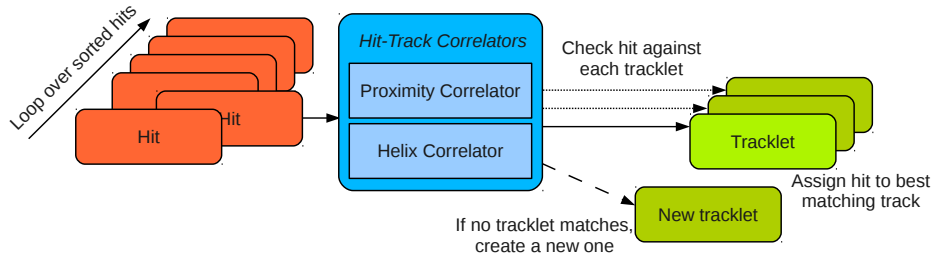 Loop over sorted hits
Hit
Hit
Hit-Track Correlators
Proximity Correlator
Helix Correlator
Check hit against
each tracklet
Tracklet
Assign hit to best
matching track
New tracklet
If no tracklet matches,
create a new one